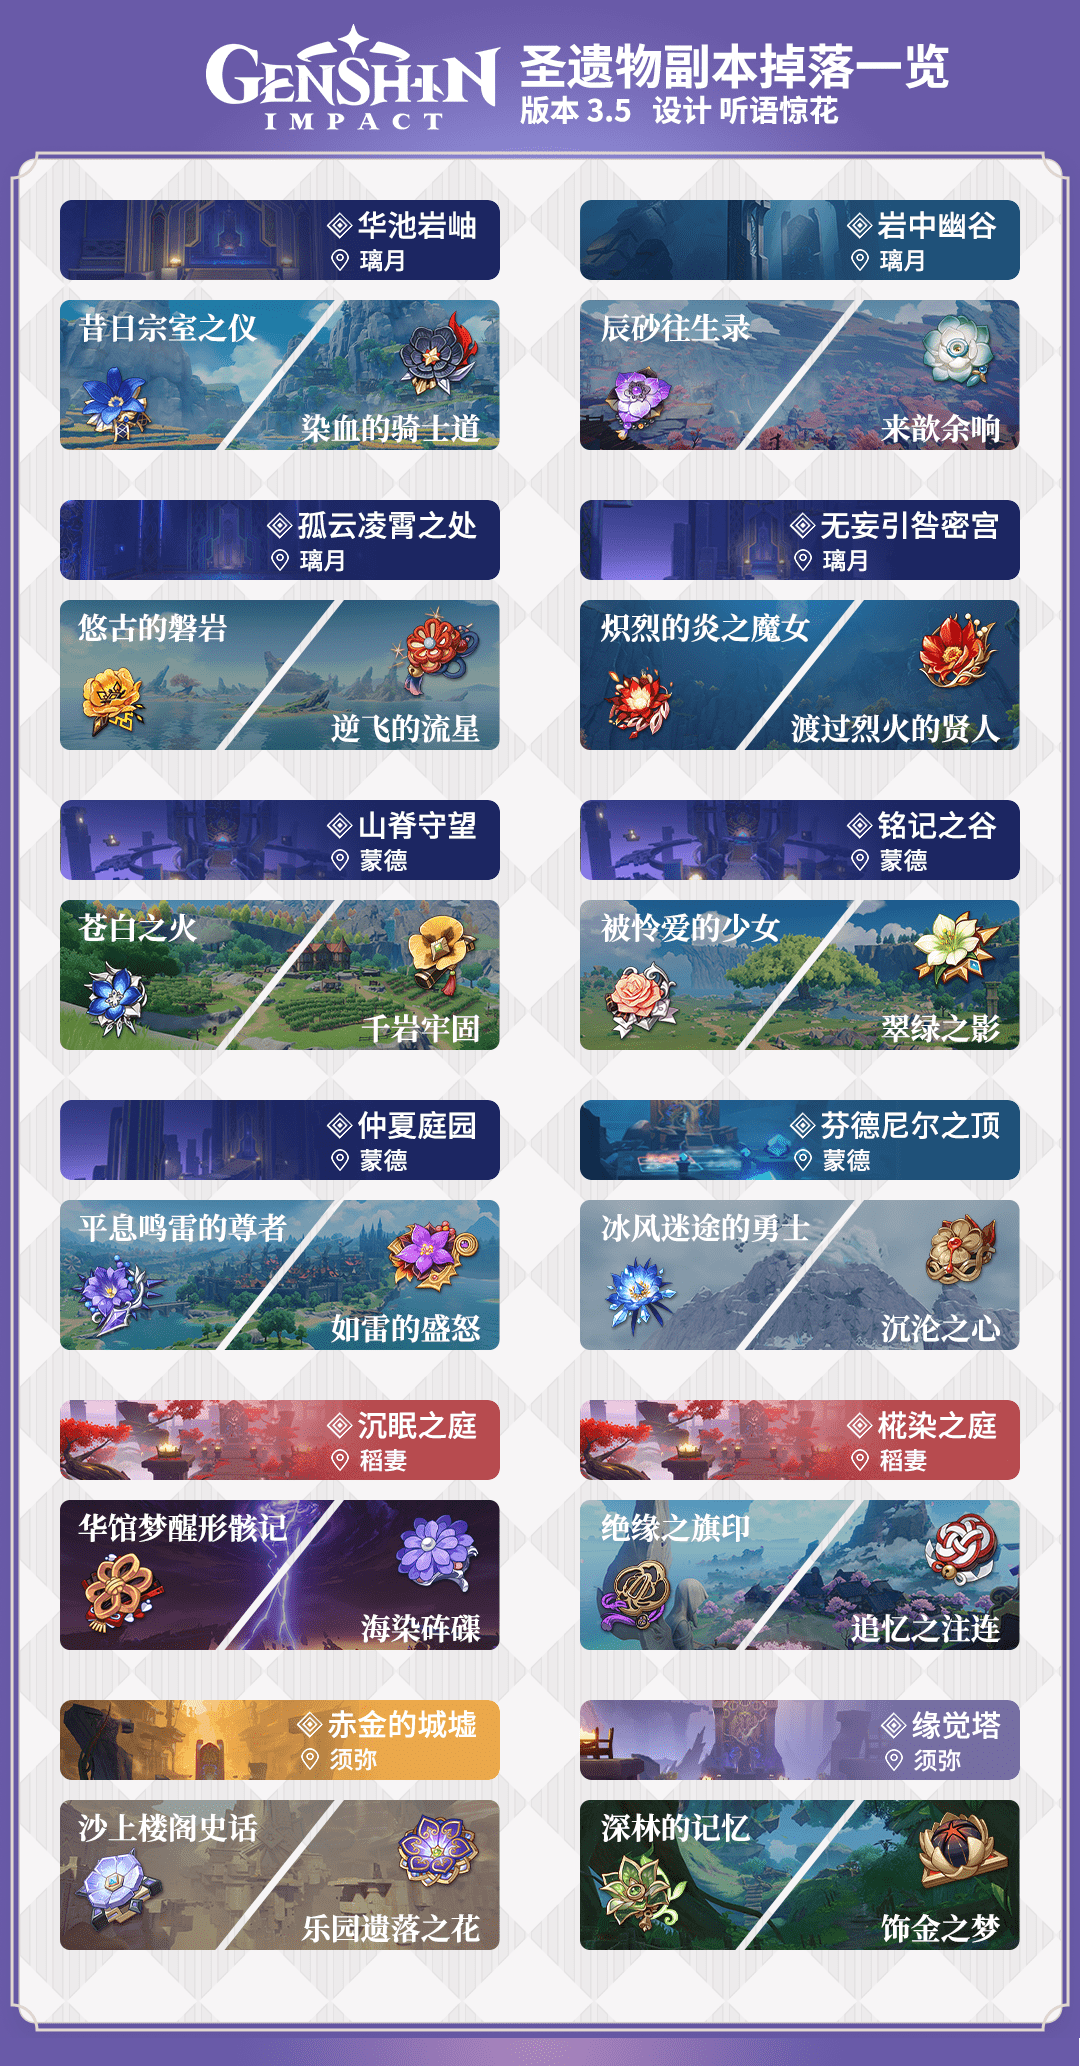 GENSHIN
IMPACT
圣遗物副本掉落一览
版本 3.5 设计 听语惊花
华池岩岫
璃月
昔日宗室之仪
染血的骑士道
岩中幽谷
璃月
辰砂往生录
来歆余响
孤云凌霄之处
璃月
悠古的磐岩
逆飞的流星
无妄引咎密宫
璃月
炽烈的炎之魔女
渡过烈火的贤人
山脊守望
蒙德
苍白之火
千岩牢固
铭记之谷
蒙德
被怜爱的少女
翠绿之影
仲夏庭园
蒙德
平息鸣雷的尊者
如雷的盛怒
芬德尼尔之顶
蒙德
冰风迷途的勇士
沉沦之心
沉眠之庭
稻妻
华馆梦醒形骸记
海染砗磲
椛染之庭
稻妻
绝缘之旗印
追忆之注连
赤金的城墟
须弥
沙上楼阁史话
乐园遗落之花
缘觉塔
须弥
深林的记忆
饰金之梦